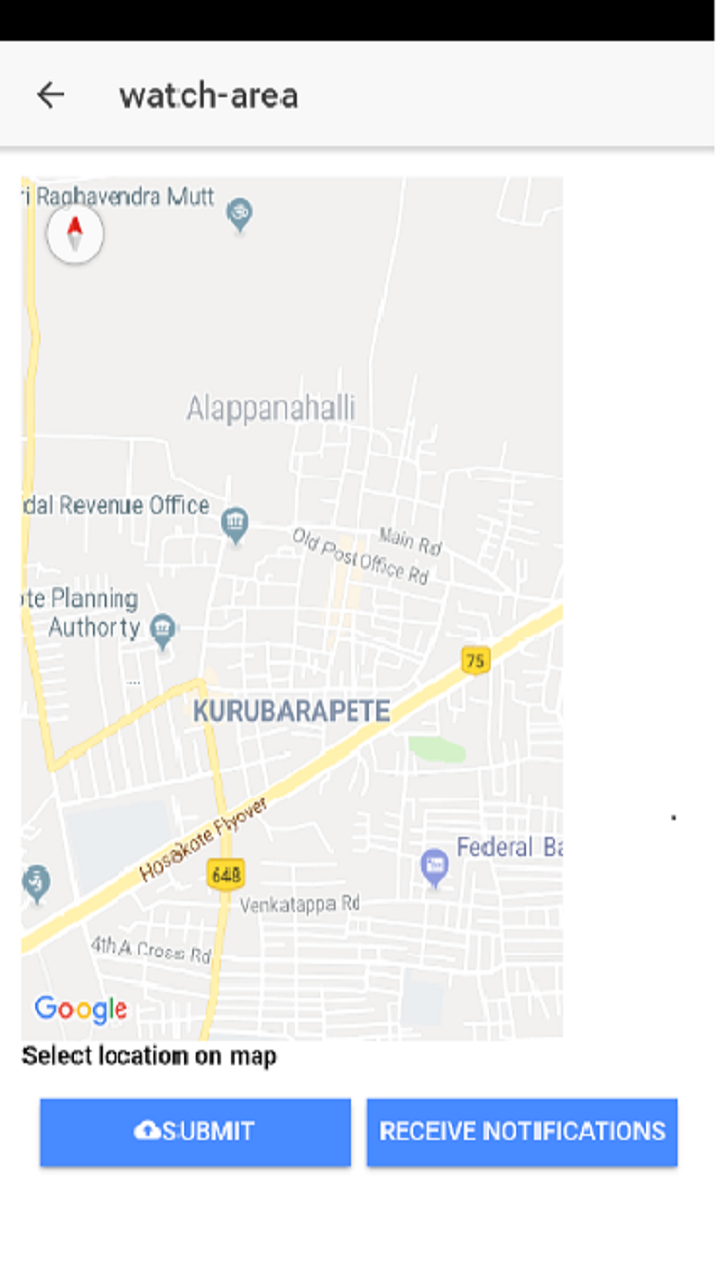 watch-area
ri Raghavendra Mutt
Alappanahalli
dal Revenue Office
Main Rd
Old Post Office Rd
ote Planning
Authorty
75
KURUBARAPETE
Hosakote Flyover
648
Federal Ba
Venkatappa Rd
4th A Cross Rd
Google
Select location on map
SUBMIT
RECEIVE NOTIFICATIONS